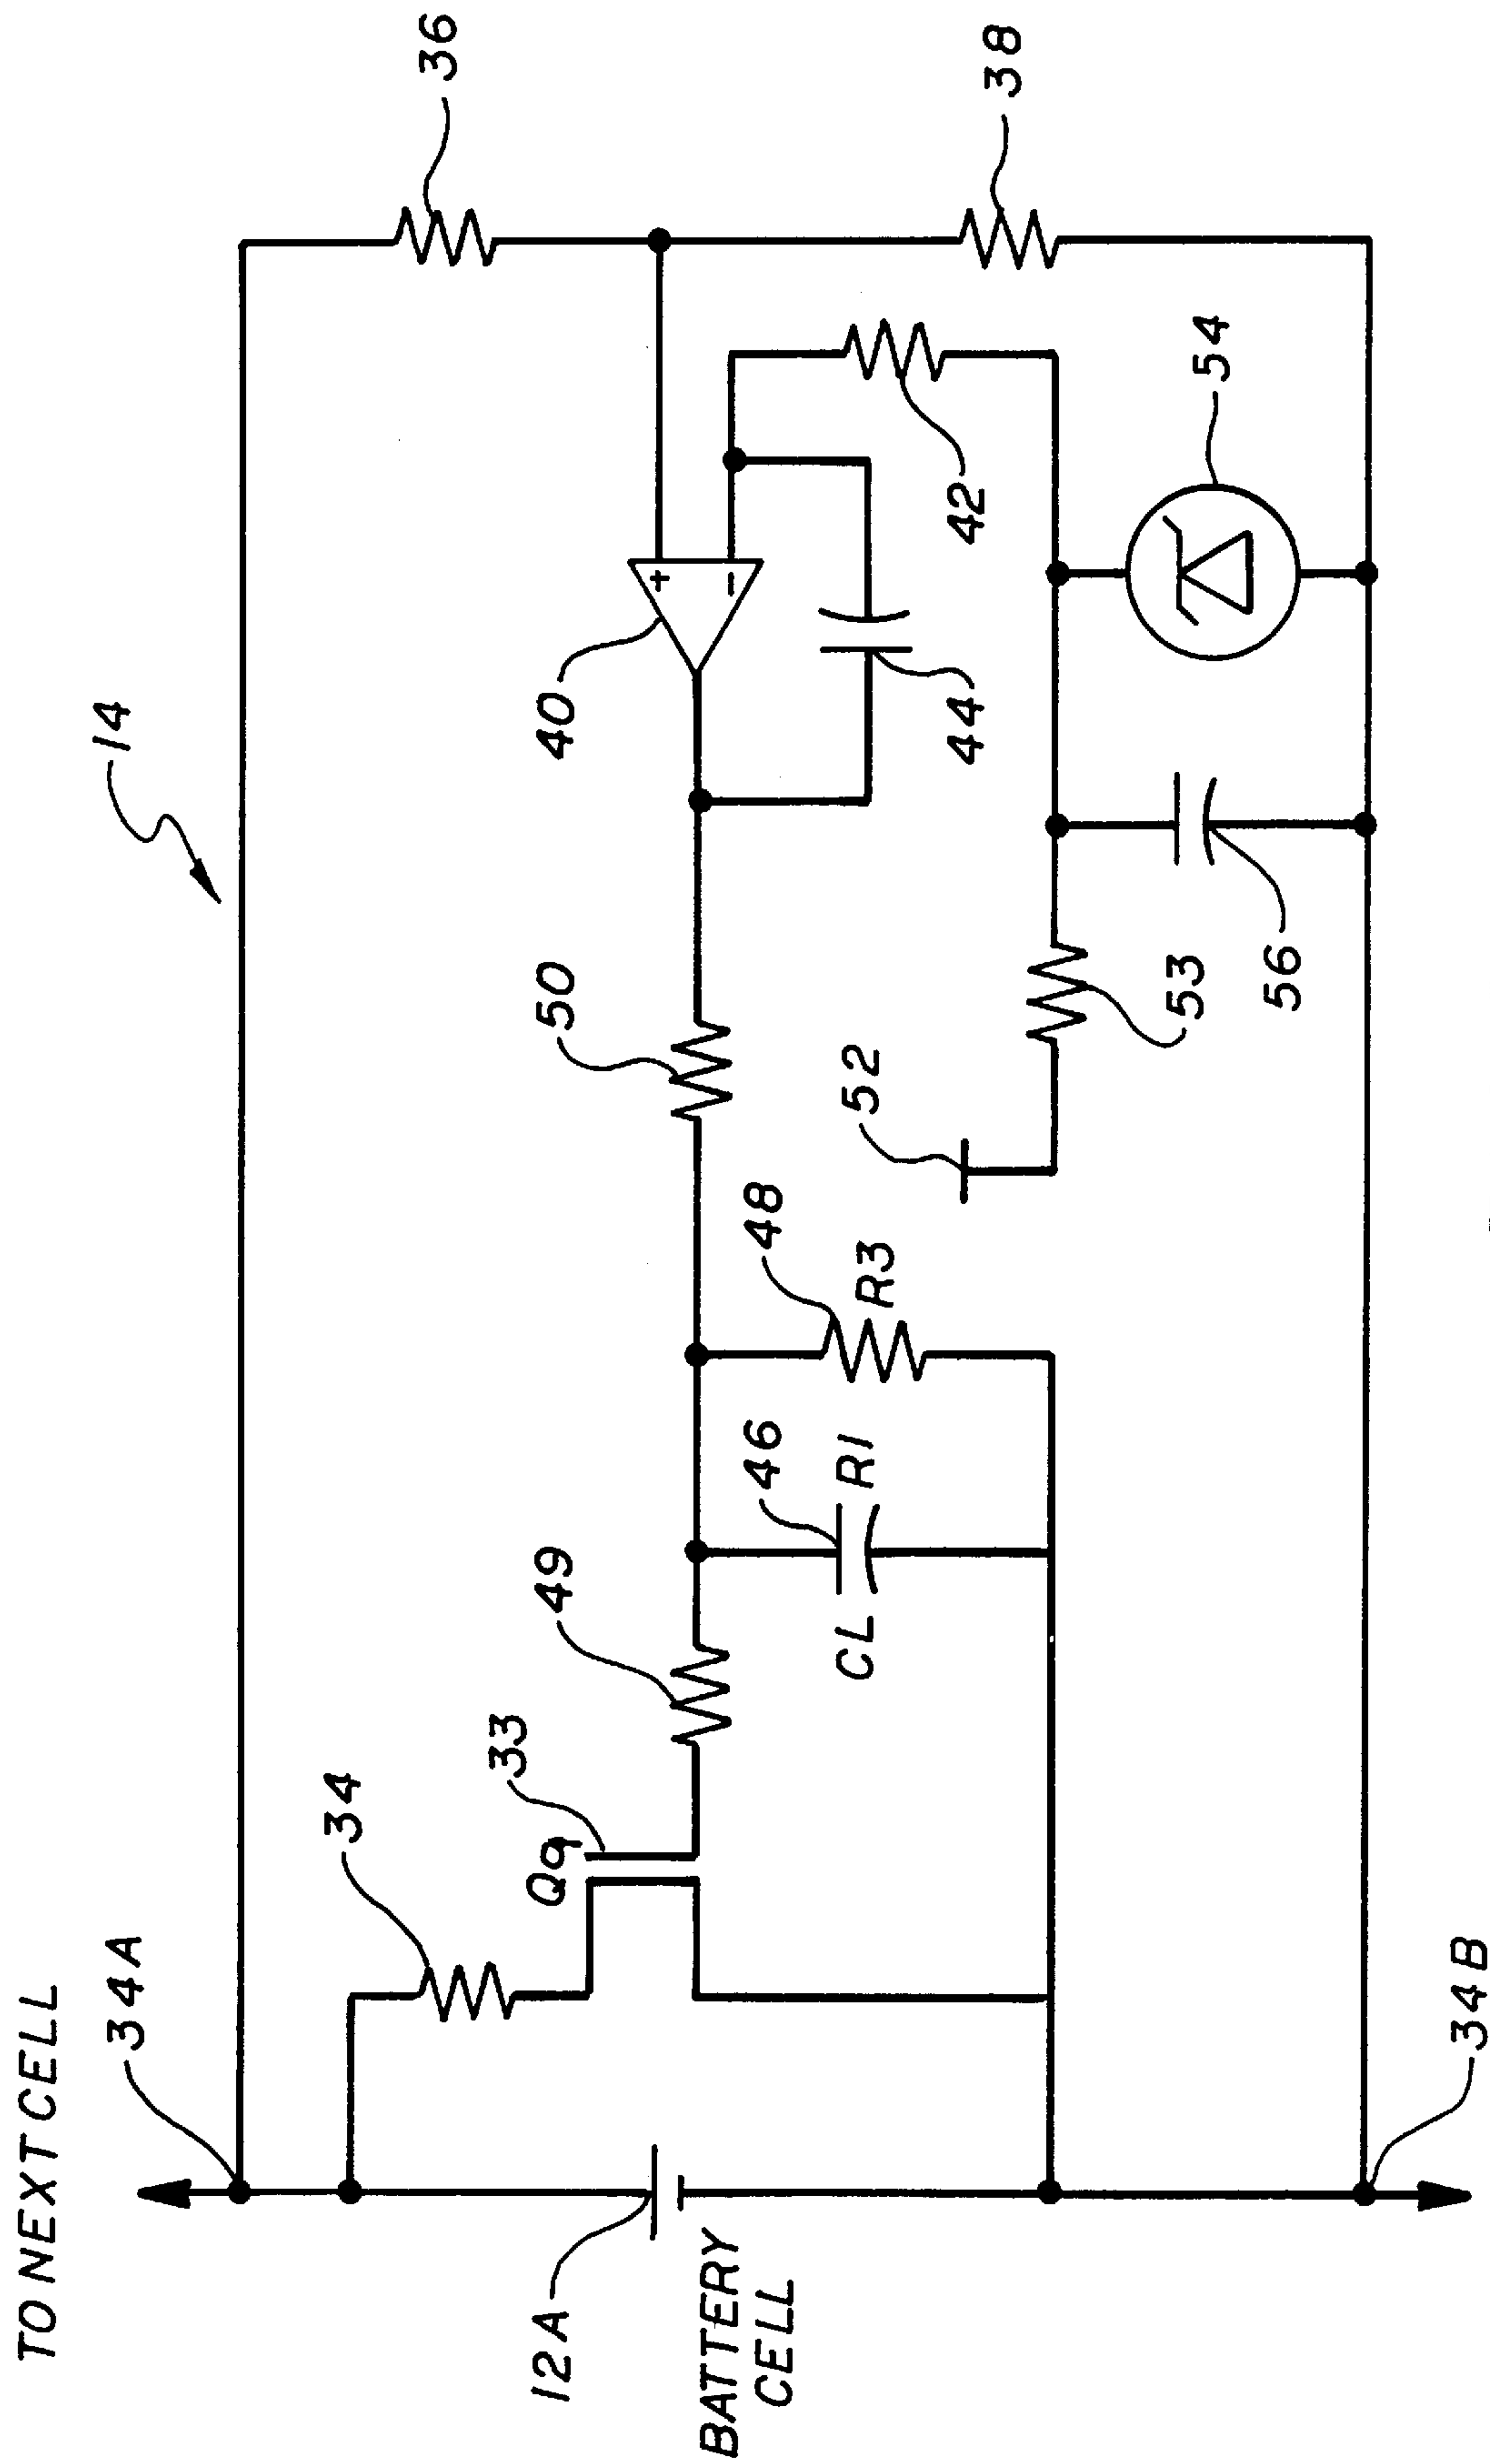 TO NEXT CELL
34A
14
36
34
Qq
33
49
50
40
38
12A
BATTERY
CELL
46
48
CL
R1
R3
52
44
42
53
56
54
34B
+
-